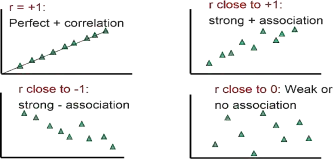 r = +1:
Perfect + correlation
r close to +1:
strong + association
r close to -1:
strong - association
r close to 0: Weak or
no association